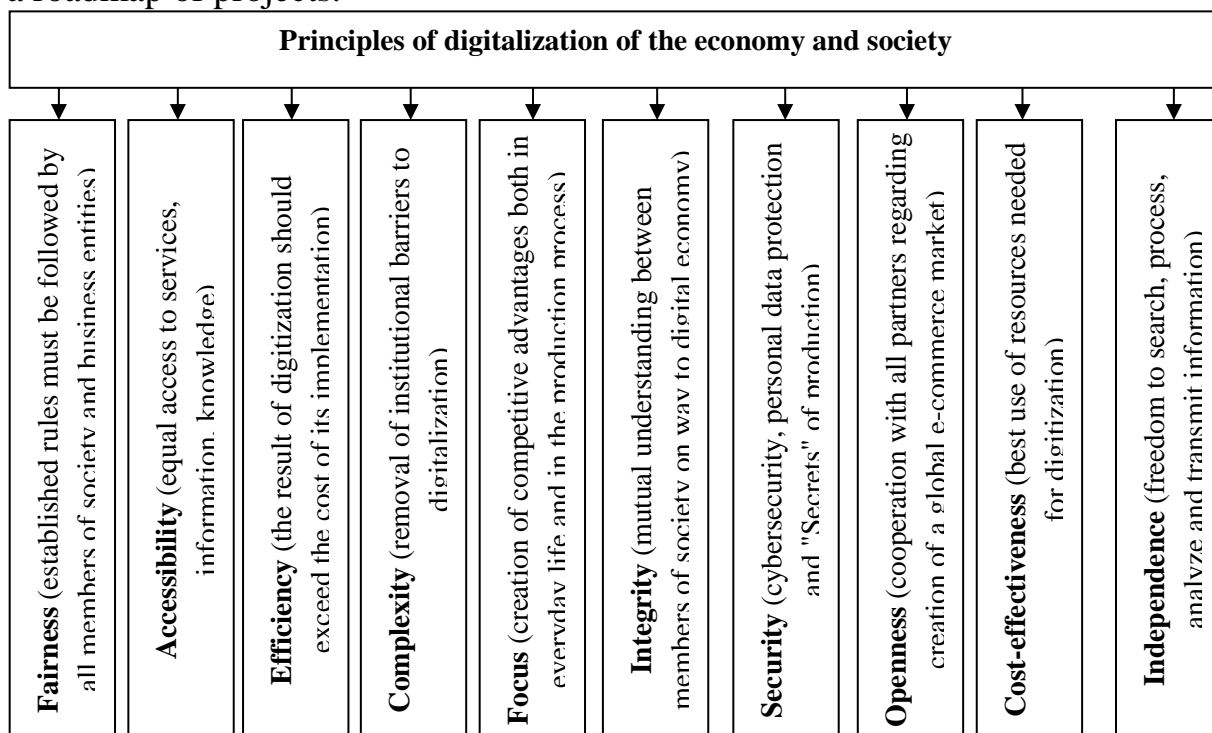 a roadmap of projects.
Principles of digitalization of the economy and society
Fairness (established rules must be followed by
all members of society and business entities)
Accessibility (equal access to services,
information, knowledge)
Efficiency (the result of digitization should
exceed the cost of its implementation)
Complexity (removal of institutional barriers to
digitalization)
Focus (creation of competitive advantages both in
everyday life and in the production process)
Integrity (mutual understanding between
members of society on way to digital economy)
Security (cybersecurity, personal data protection
and "Secrets" of production)
Openness (cooperation with all partners regarding
creation of a global e-commerce market)
Cost-effectiveness (best use of resources needed
for digitization)
Independence (freedom to search, process,
analyze and transmit information)